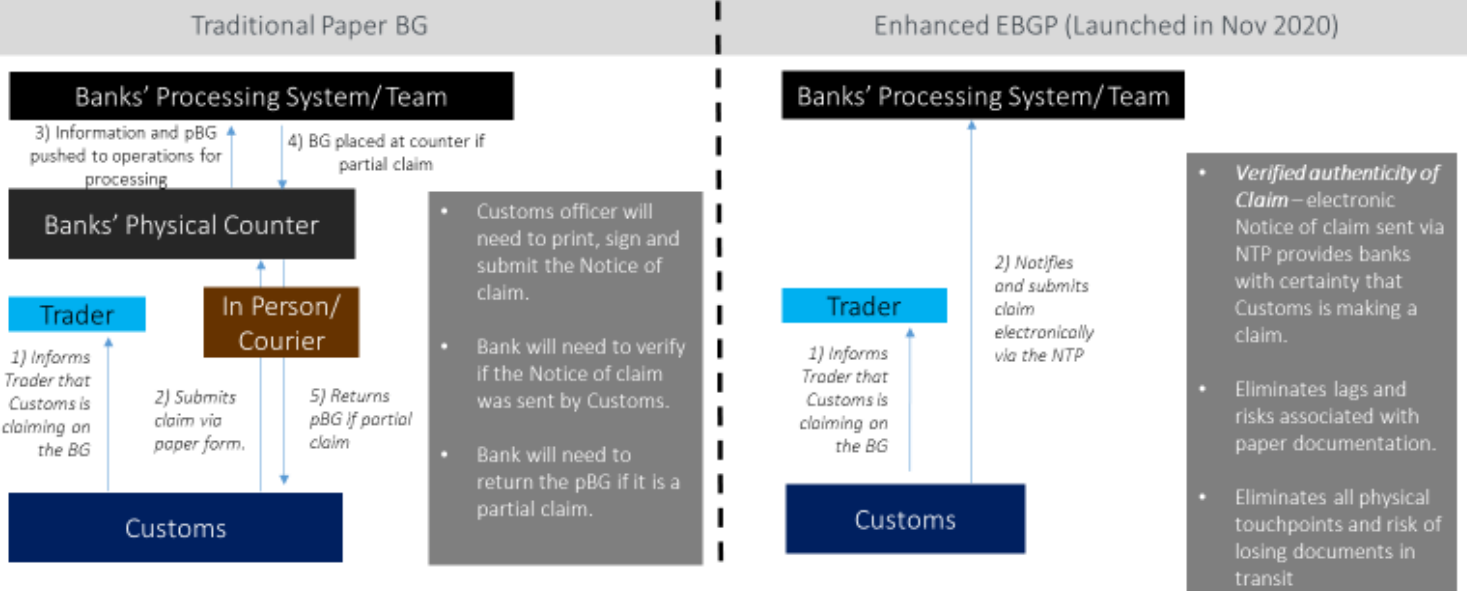 Traditional Paper BG
Banks' Processing System/ Team
3) Information and pBG
pushed to operations for
processing
4) BG placed at counter if
partial claim
Banks' Physical Counter
Trader
In Person/
Courier
1) Informs
Trader that
Customs is
claiming on
the BG
2) Submits
claim via
paper form.
5) Returns
pBG if partial
claim
Customs
• Customs officer will
need to print, sign and
submit the Notice of
claim.
• Bank will need to verify
if the Notice of claim
was sent by Customs.
• Bank will need to
return the pBG if it is a
partial claim.
Enhanced EBGP (Launched in Nov 2020)
Banks' Processing System/ Team
Trader
1) Informs
Trader that
Customs is
claiming on
the BG
2) Notifies
and submits
claim
electronically
via the NTP
Customs
• Verified authenticity of
Claim – electronic
Notice of claim sent via
NTP provides banks
with certainty that
Customs is making a
claim.
• Eliminates lags and
risks associated with
paper documentation.
• Eliminates all physical
touchpoints and risk of
losing documents in
transit